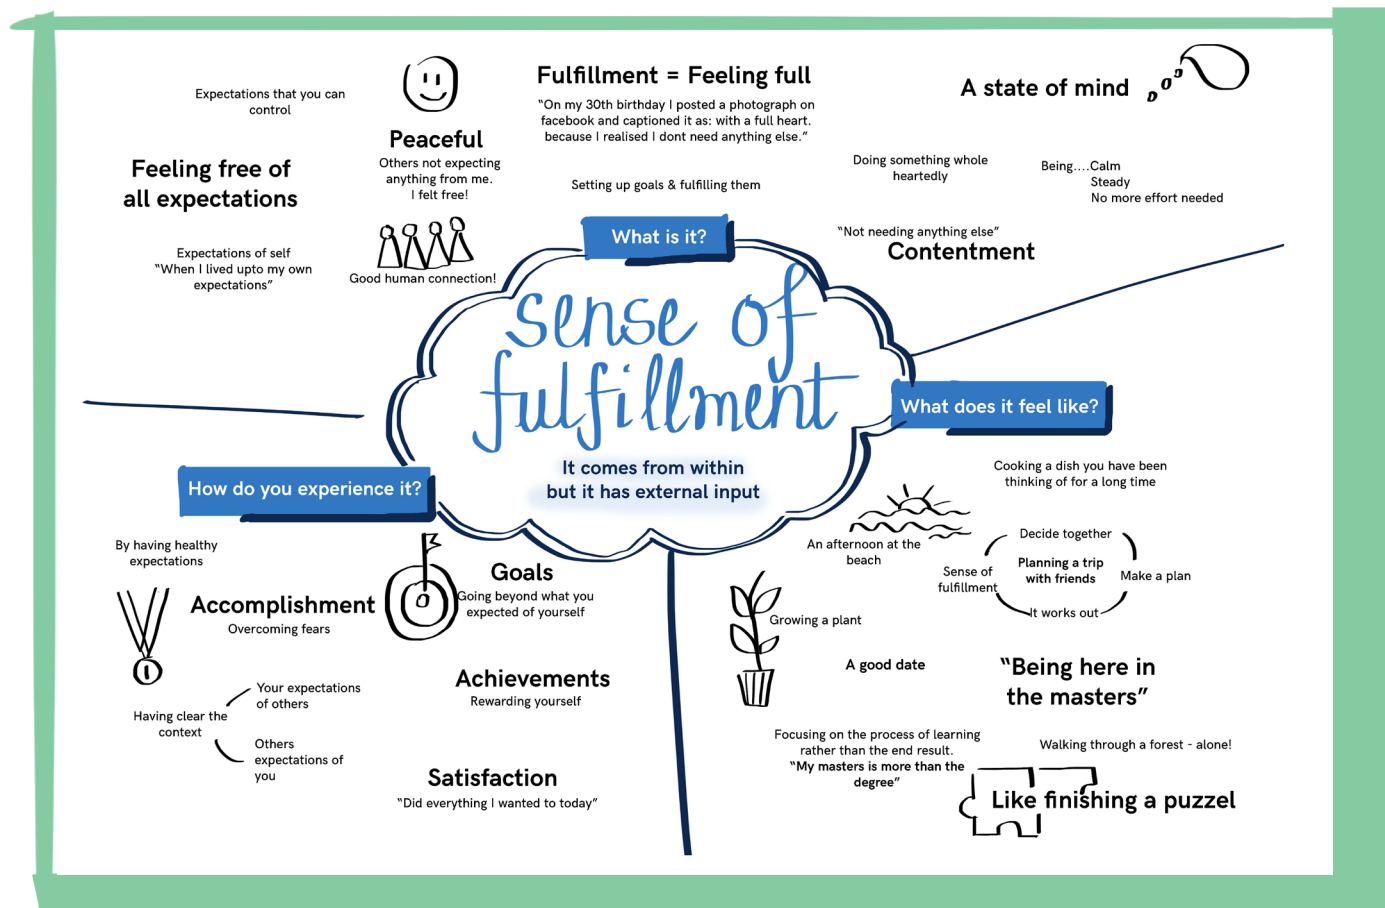 Expectations that you can
control
Feeling free of
all expectations
Expectations of self
“When I lived upto my own
expectations”
Peaceful
Others not expecting
anything from me.
I felt free!
Good human connection!
Fulfillment = Feeling full
“On my 30th birthday I posted a photograph on
facebook and captioned it as: with a full heart.
because I realised I dont need anything else.”
Setting up goals & fulfilling them
A state of mind
Doing something whole
heartedly
Being....Calm
Steady
No more effort needed
“Not needing anything else”
Contentment
What is it?
sense of
fulfillment
It comes from within
but it has external input
What does it feel like?
Cooking a dish you have been
thinking of for a long time
An afternoon at the
beach
Decide together
Planning a trip
with friends
Sense of
fulfillment
Make a plan
It works out
Growing a plant
A good date
“Being here in
the masters”
Focusing on the process of learning
rather than the end result.
“My masters is more than the
degree”
Walking through a forest - alone!
Like finishing a puzzel
How do you experience it?
By having healthy
expectations
Accomplishment
Overcoming fears
Goals
Going beyond what you
expected of yourself
1
Having clear the
context
Your expectations
of others
Others
expectations of
you
Achievements
Rewarding yourself
Satisfaction
“Did everything I wanted to today”